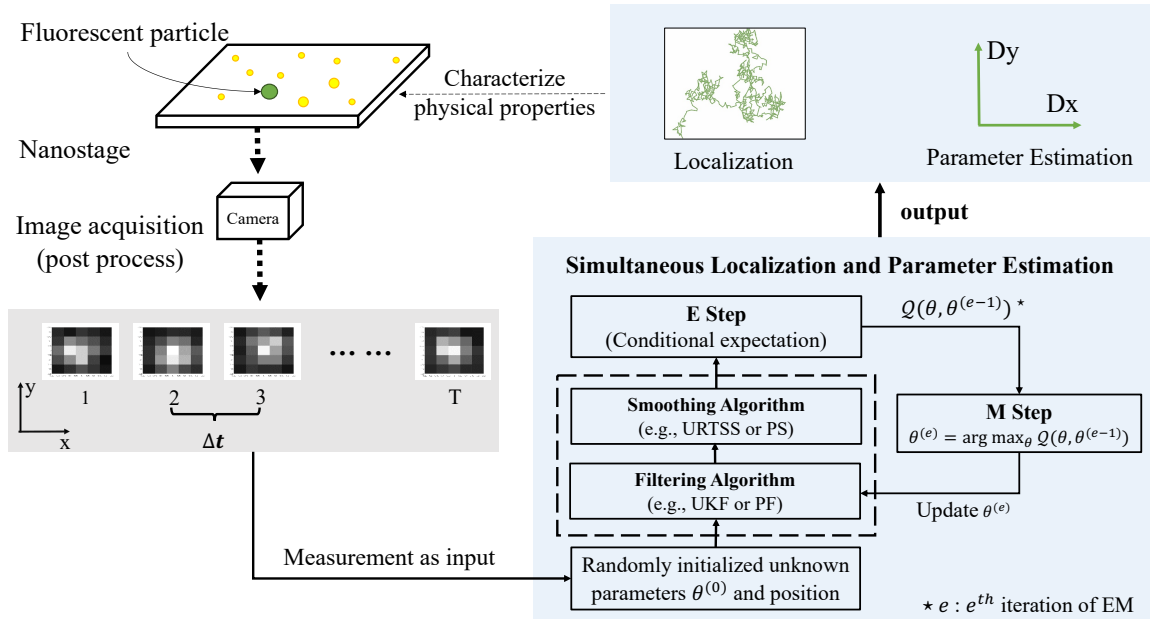 Fluorescent particle
Nanostage
Characterize
physical properties
Localization
Dy
Dx
Parameter Estimation
Camera
Image acquisition
(post process)
output
1
2
3
... ...
T
y
x
Δt
Measurement as input
Simultaneous Localization and Parameter Estimation
E Step
(Conditional expectation)
𝒬(θ, θ^(e−1)) ⋆
Smoothing Algorithm
(e.g., URTSS or PS)
M Step
θ^(e) = arg max_θ 𝒬(θ, θ^(e−1))
Filtering Algorithm
(e.g., UKF or PF)
Update θ^(e)
Randomly initialized unknown
parameters θ^(0) and position
⋆ e : e^th iteration of EM